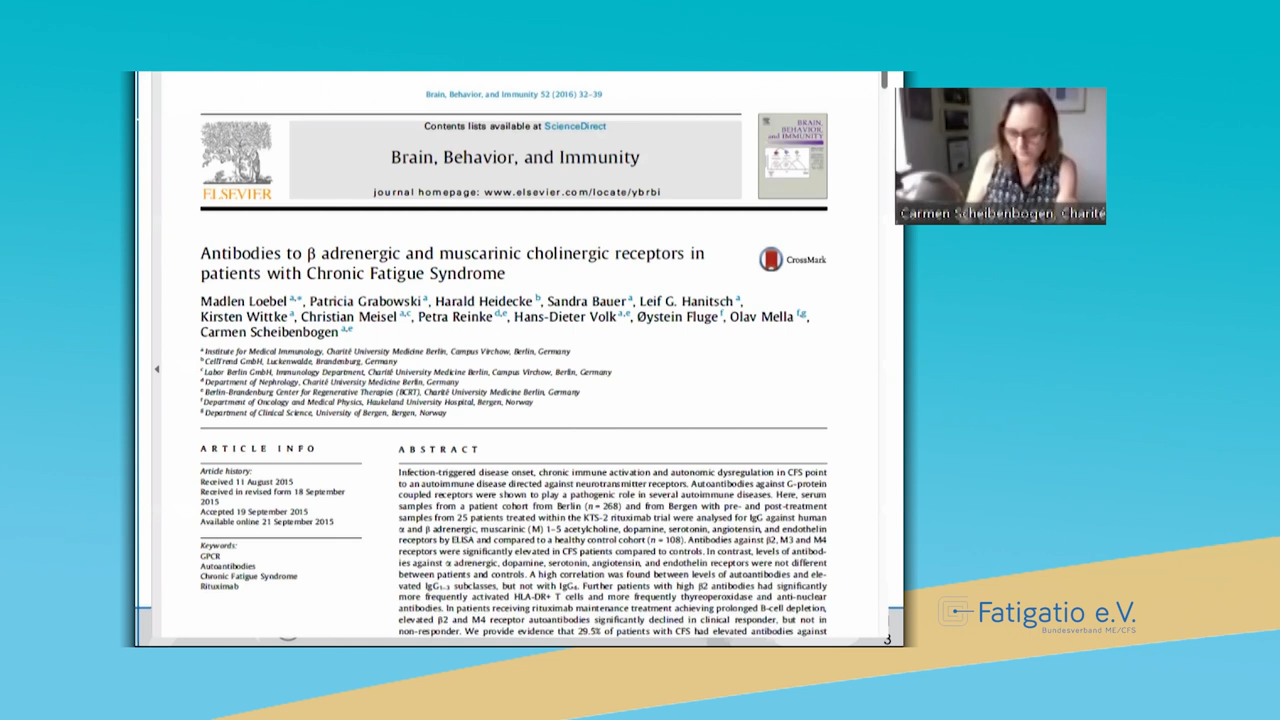 Brain, Behavior, and Immunity 52 (2016) 32–39
Contents lists available at ScienceDirect
Brain, Behavior, and Immunity
journal homepage: www.elsevier.com/locate/ybrbi
ELSEVIER
BRAIN,
BEHAVIOR,
and IMMUNITY
Antibodies to β adrenergic and muscarinic cholinergic receptors in
patients with Chronic Fatigue Syndrome
CrossMark
Madlen Loebel a,*, Patricia Grabowski a, Harald Heidecke b, Sandra Bauer a, Leif G. Hanitsch a,
Kirsten Wittke a, Christian Meisel a,c, Petra Reinke d,e, Hans-Dieter Volk a,e, Øystein Fluge f, Olav Mella f,g,
Carmen Scheibenbogen a,e
a Institute for Medical Immunology, Charité University Medicine Berlin, Campus Virchow, Berlin, Germany
b CellTrend GmbH, Luckenwalde, Brandenburg, Germany
c Labor Berlin GmbH, Immunology Department, Charité University Medicine Berlin, Campus Virchow, Berlin, Germany
d Department of Nephrology, Charité University Medicine Berlin, Germany
e Berlin-Brandenburg Center for Regenerative Therapies (BCRT), Charité University Medicine Berlin, Germany
f Department of Oncology and Medical Physics, Haukeland University Hospital, Bergen, Norway
g Department of Clinical Science, University of Bergen, Bergen, Norway
ARTICLE INFO
Article history:
Received 11 August 2015
Received in revised form 18 September
2015
Accepted 19 September 2015
Available online 21 September 2015
Keywords:
GPCR
Autoantibodies
Chronic Fatigue Syndrome
Rituximab
ABSTRACT
Infection-triggered disease onset, chronic immune activation and autonomic dysregulation in CFS point
to an autoimmune disease directed against neurotransmitter receptors. Autoantibodies against G-protein
coupled receptors were shown to play a pathogenic role in several autoimmune diseases. Here, serum
samples from a patient cohort from Berlin (n = 268) and from Bergen with pre- and post-treatment
samples from 25 patients treated within the KTS-2 rituximab trial were analysed for IgG against human
α and β adrenergic, muscarinic (M) 1–5 acetylcholine, dopamine, serotonin, angiotensin, and endothelin
receptors by ELISA and compared to a healthy control cohort (n = 108). Antibodies against β2, M3 and M4
receptors were significantly elevated in CFS patients compared to controls. In contrast, levels of antibod-
ies against α adrenergic, dopamine, serotonin, angiotensin, and endothelin receptors were not different
between patients and controls. A high correlation was found between levels of autoantibodies and ele-
vated IgG1–3 subclasses, but not with IgG4. Further patients with high β2 antibodies had significantly
more frequently activated HLA-DR+ T cells and more frequently thyreoperoxidase and anti-nuclear
antibodies. In patients receiving rituximab maintenance treatment achieving prolonged B-cell depletion,
elevated β2 and M4 receptor autoantibodies significantly declined in clinical responder, but not in
non-responder. We provide evidence that 29.5% of patients with CFS had elevated antibodies against
3
Carmen Scheibenbogen, Charité
Fatigatio e.V.
Bundesverband ME/CFS